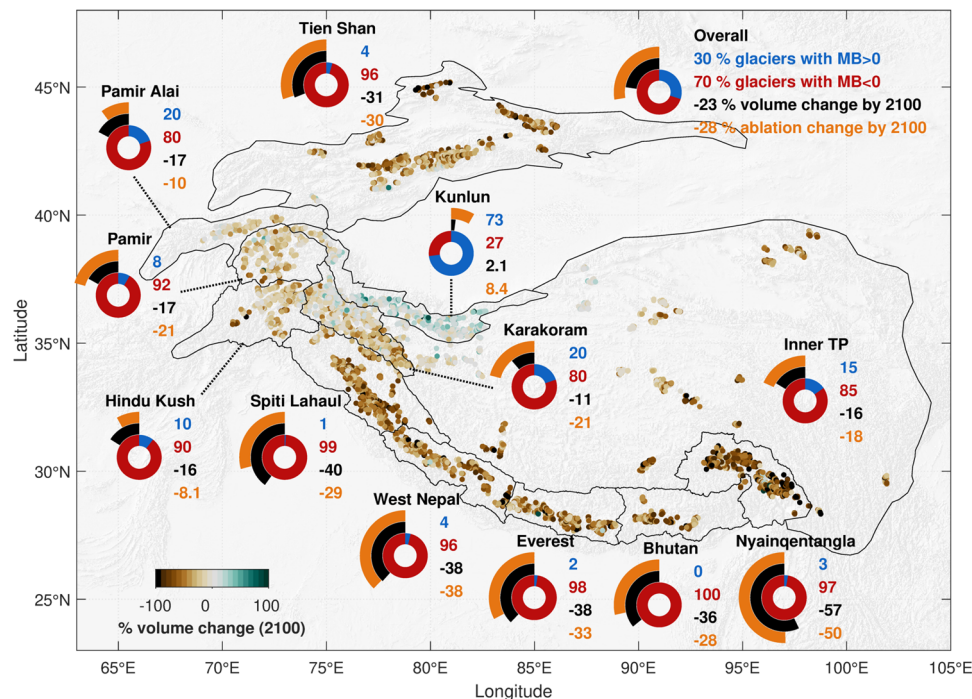 Tien Shan
4
96
-31
-30
Overall
30 % glaciers with MB>0
70 % glaciers with MB<0
-23 % volume change by 2100
-28 % ablation change by 2100
45°N
Pamir Alai
20
80
-17
-10
40°N
Kunlun
73
27
2.1
8.4
Pamir
8
92
-17
-21
Latitude
35°N
Karakoram
20
80
-11
-21
Inner TP
15
85
-16
-18
Hindu Kush
10
90
-16
-8.1
Spiti Lahaul
1
99
-40
-29
30°N
West Nepal
4
96
-38
-38
Everest
2
98
-38
-33
Bhutan
0
100
-36
-28
Nyainqentangla
3
97
-57
-50
25°N
-100 0 100
% volume change (2100)
65°E 70°E 75°E 80°E 85°E 90°E 95°E 100°E 105°E
Longitude